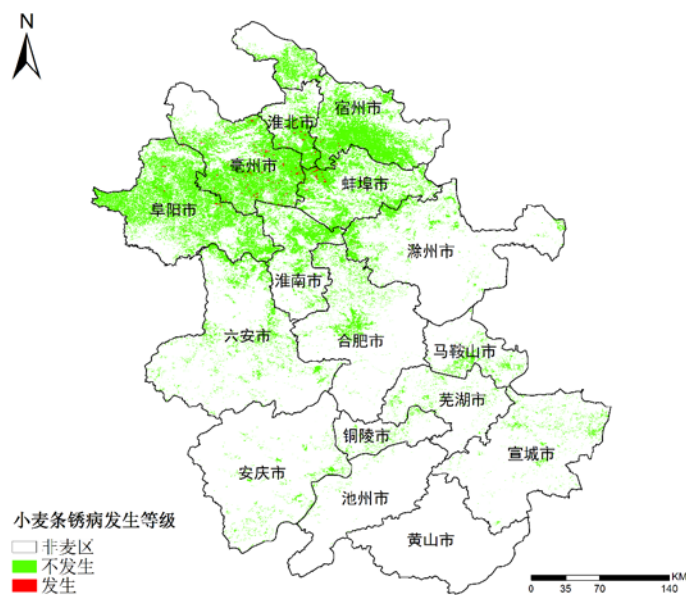 N
宿州市
淮北市
亳州市
蚌埠市
阜阳市
滁州市
淮南市
六安市
合肥市
马鞍山市
芜湖市
铜陵市
宣城市
安庆市
池州市
黄山市
小麦条锈病发生等级
非麦区
不发生
发生
KM
0 35 70 140